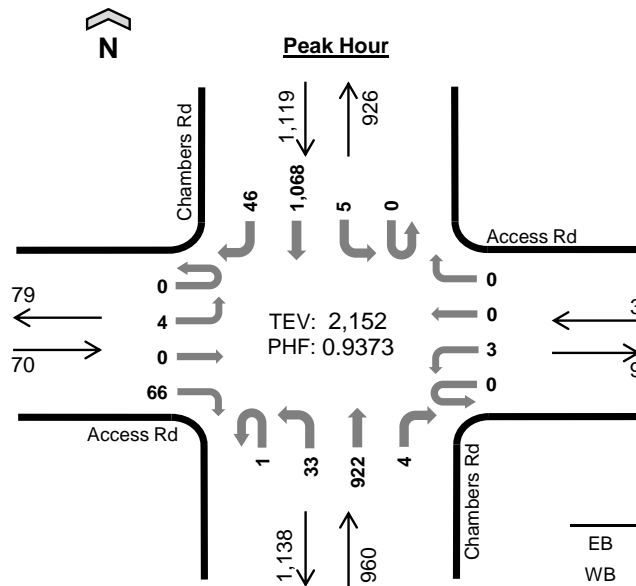 N
Peak Hour
1,119
926
Chambers Rd
46
1,068
5
0
Access Rd
0
4
0
66
79
70
TEV: 2,152
PHF: 0.9373
0
0
3
0
3
9
Access Rd
1
33
922
4
Chambers Rd
1,138
960
EB
WB